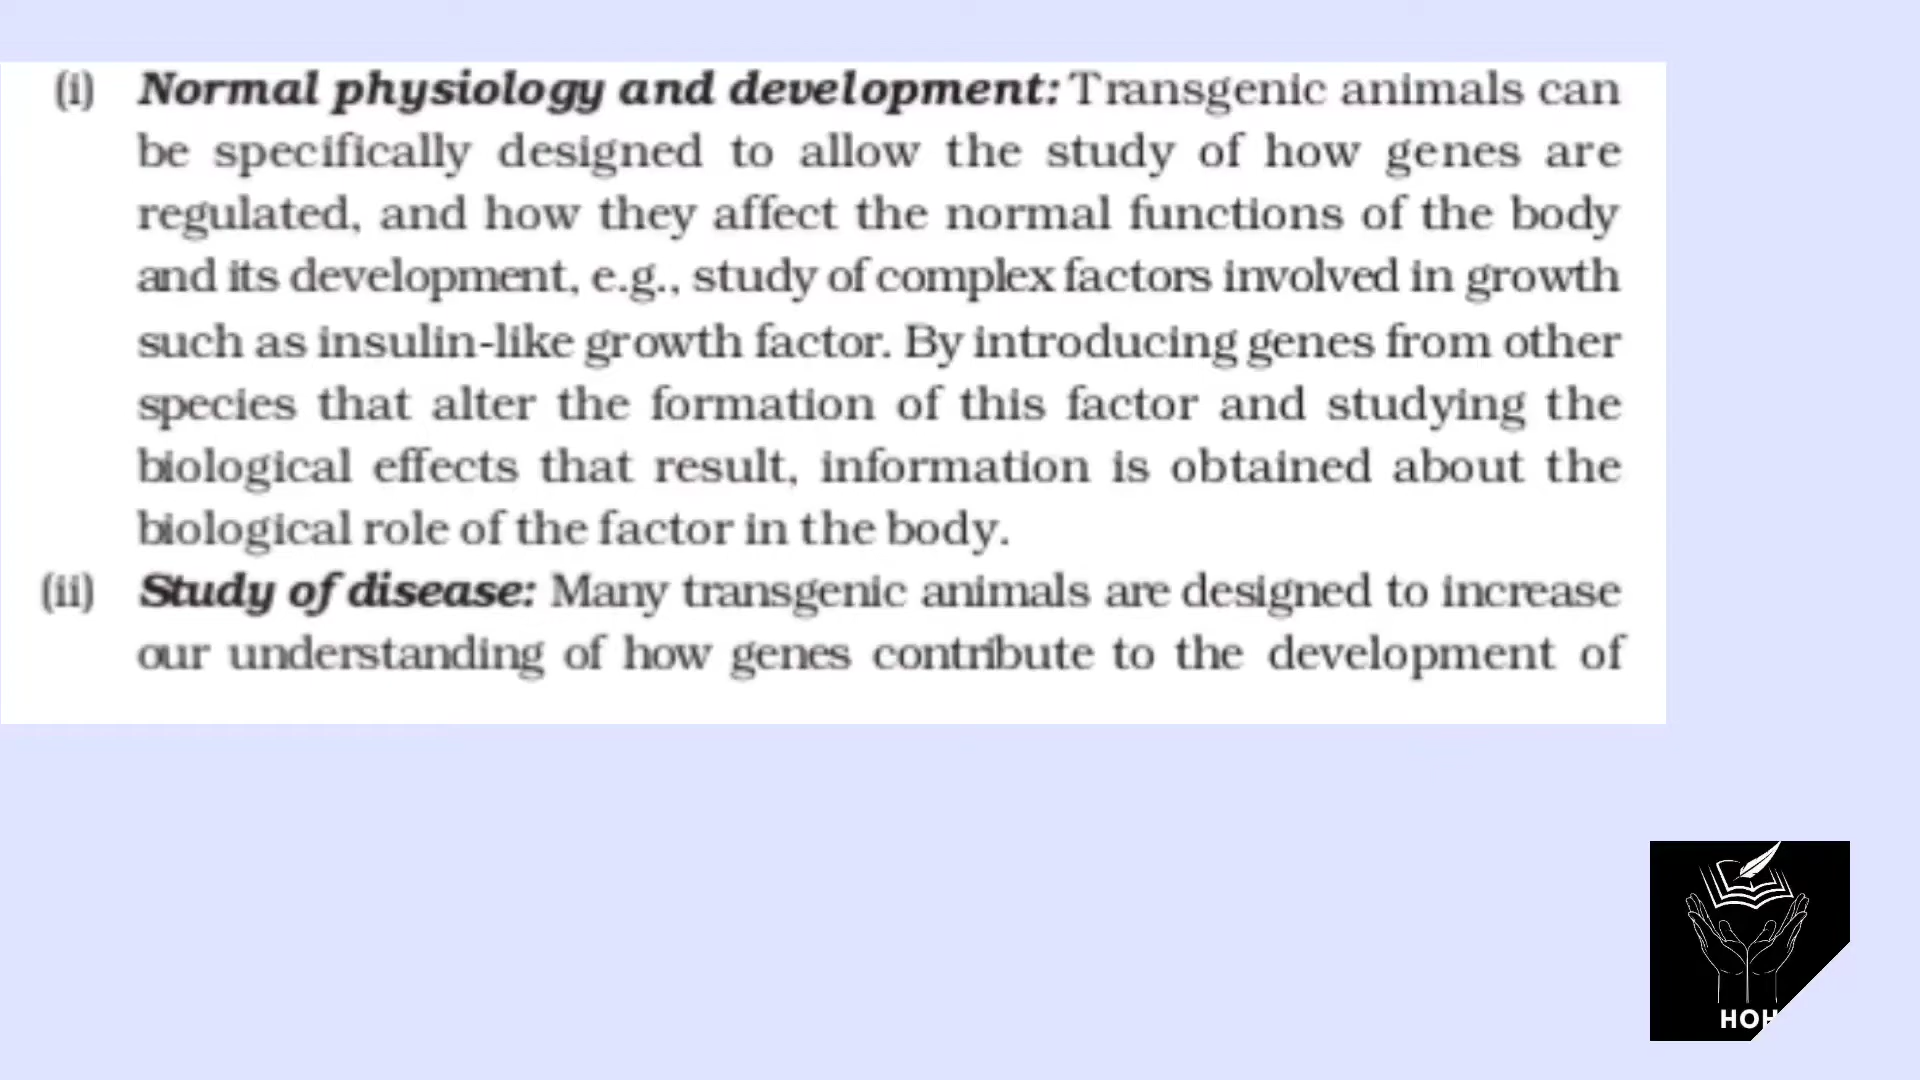 (i) Normal physiology and development: Transgenic animals can
be specifically designed to allow the study of how genes are
regulated, and how they affect the normal functions of the body
and its development, e.g., study of complex factors involved in growth
such as insulin-like growth factor. By introducing genes from other
species that alter the formation of this factor and studying the
biological effects that result, information is obtained about the
biological role of the factor in the body.
(ii) Study of disease: Many transgenic animals are designed to increase
our understanding of how genes contribute to the development of
HOH